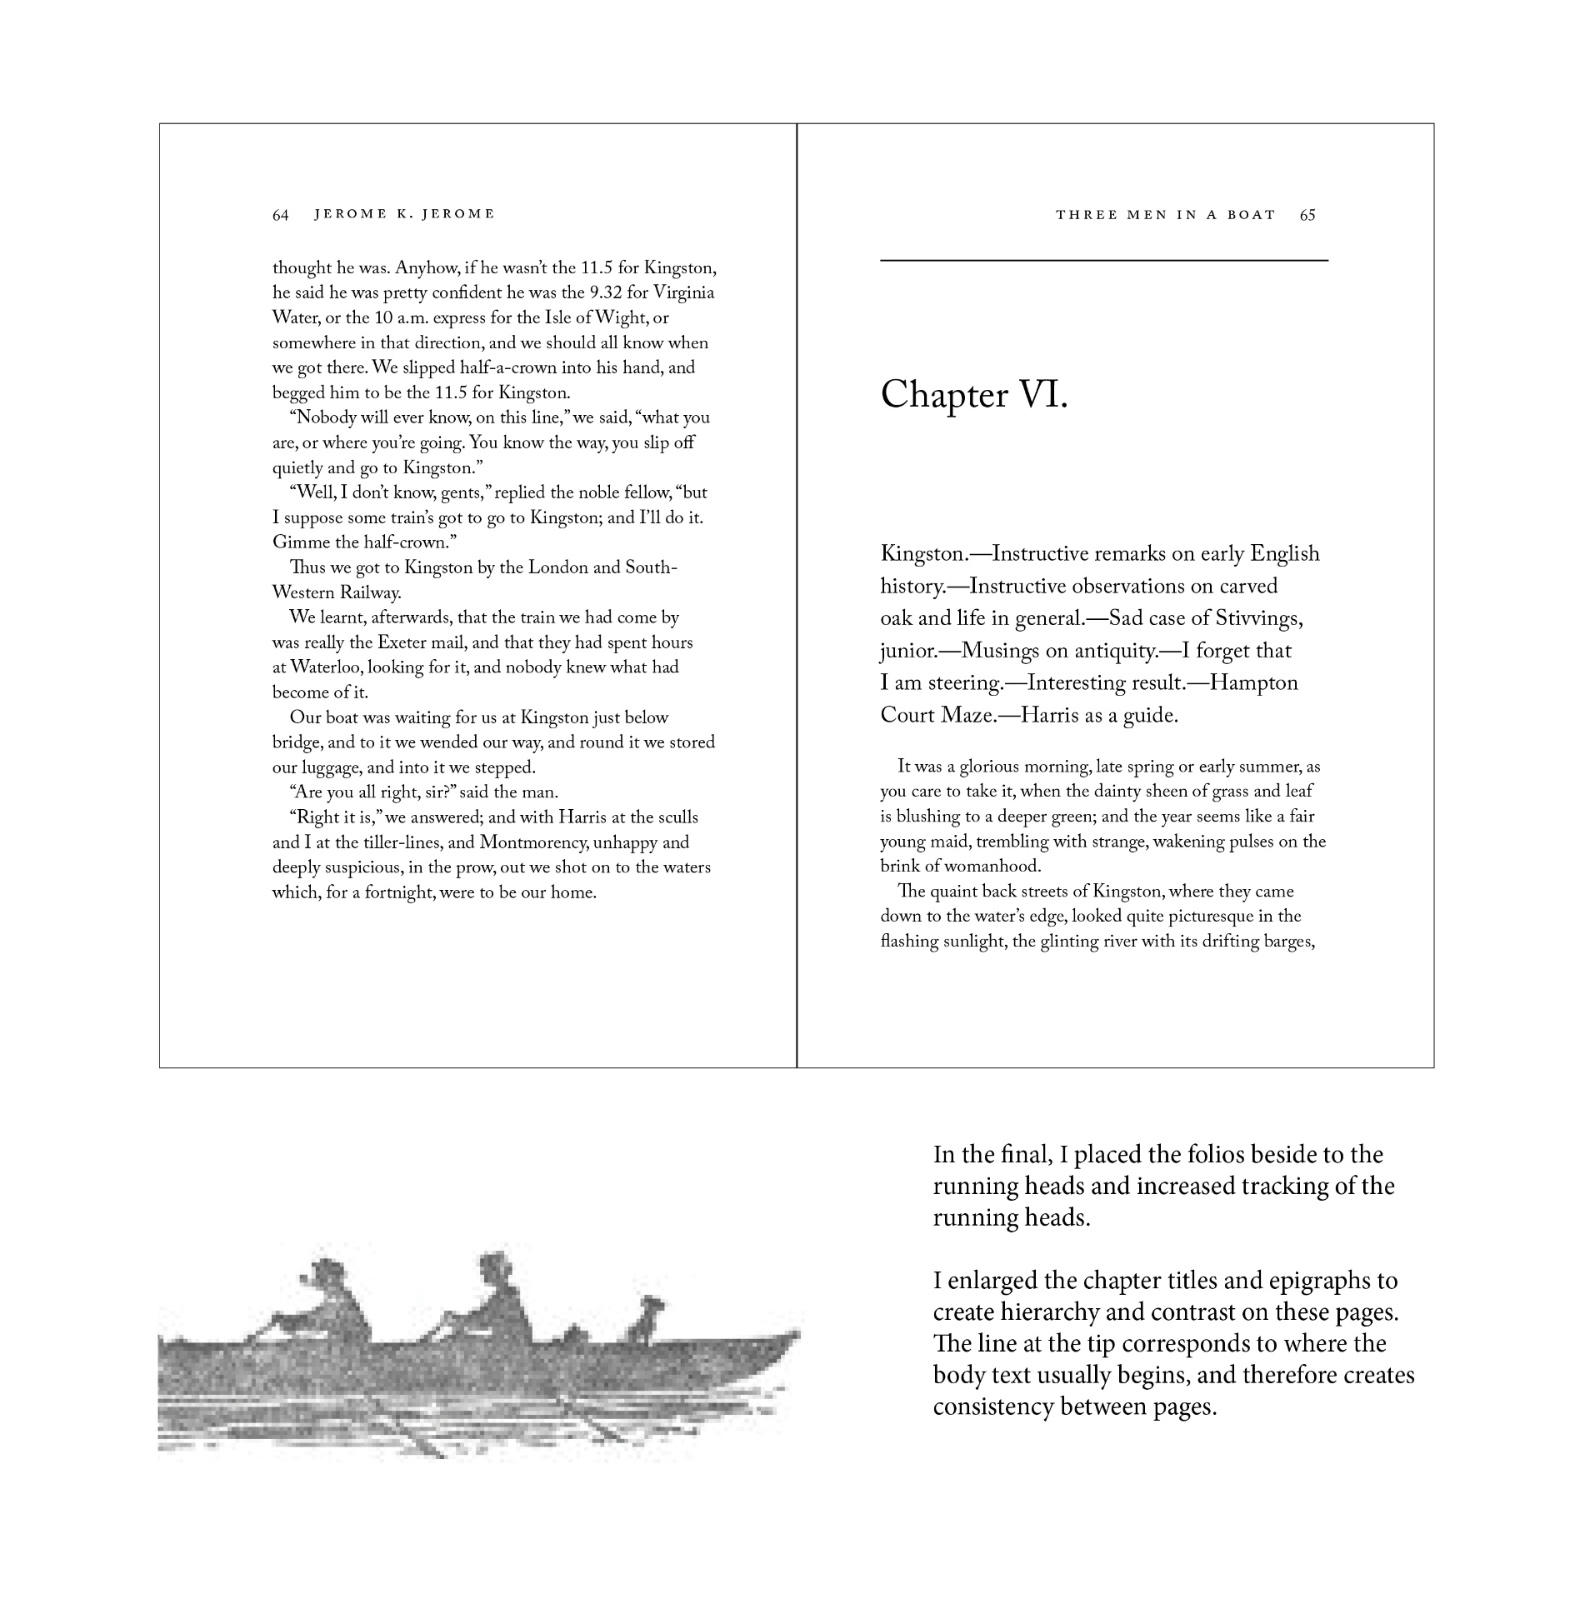 64 JEROME K. JEROME
thought he was. Anyhow, if he wasn’t the 11.5 for Kingston,
he said he was pretty confident he was the 9.32 for Virginia
Water, or the 10 a.m. express for the Isle of Wight, or
somewhere in that direction, and we should all know when
we got there. We slipped half-a-crown into his hand, and
begged him to be the 11.5 for Kingston.
“Nobody will ever know, on this line,” we said, “what you
are, or where you’re going. You know the way, you slip off
quietly and go to Kingston.”
“Well, I don’t know, gents,” replied the noble fellow, “but
I suppose some train’s got to go to Kingston; and I’ll do it.
Gimme the half-crown.”
Thus we got to Kingston by the London and South-
Western Railway.
We learnt, afterwards, that the train we had come by
was really the Exeter mail, and that they had spent hours
at Waterloo, looking for it, and nobody knew what had
become of it.
Our boat was waiting for us at Kingston just below
bridge, and to it we wended our way, and round it we stored
our luggage, and into it we stepped.
“Are you all right, sir?” said the man.
“Right it is,” we answered; and with Harris at the sculls
and I at the tiller-lines, and Montmorency, unhappy and
deeply suspicious, in the prow, out we shot on to the waters
which, for a fortnight, were to be our home.
THREE MEN IN A BOAT 65
Chapter VI.
Kingston.—Instructive remarks on early English
history.—Instructive observations on carved
oak and life in general.—Sad case of Stivvings,
junior.—Musings on antiquity.—I forget that
I am steering.—Interesting result.—Hampton
Court Maze.—Harris as a guide.
It was a glorious morning, late spring or early summer, as
you care to take it, when the dainty sheen of grass and leaf
is blushing to a deeper green; and the year seems like a fair
young maid, trembling with strange, wakening pulses on the
brink of womanhood.
The quaint back streets of Kingston, where they came
down to the water’s edge, looked quite picturesque in the
flashing sunlight, the glinting river with its drifting barges,
In the final, I placed the folios beside to the
running heads and increased tracking of the
running heads.
I enlarged the chapter titles and epigraphs to
create hierarchy and contrast on these pages.
The line at the tip corresponds to where the
body text usually begins, and therefore creates
consistency between pages.